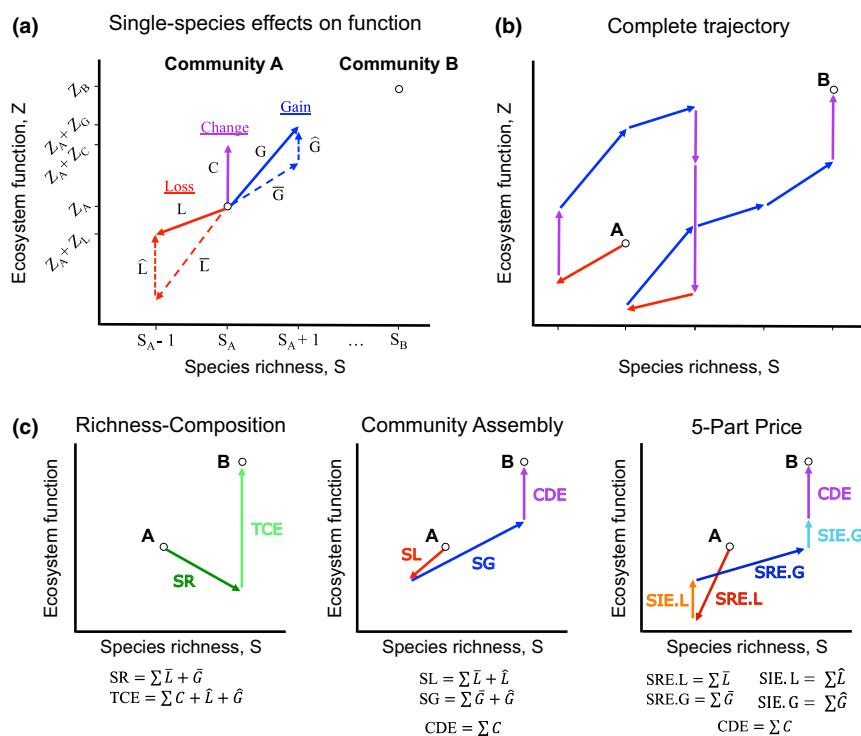 (a) Single-species effects on function
Community A Community B
Ecosystem function, Z
Z_B
Z_A × Z_G
Z_A × Z_C
Z_A
Z_A × Z_L
Gain
Change
Loss
C
G
Ĝ
G̅
L
L̂
L̅
S_A - 1 S_A S_A + 1 … S_B
Species richness, S
(b) Complete trajectory
Ecosystem function, Z
A
B
Species richness, S
(c)
Richness-Composition
Ecosystem function
A
B
TCE
SR
Species richness, S
SR = ∑ L̅ + G̅
TCE = ∑ C + L̂ + Ĝ
Community Assembly
Ecosystem function
A
B
CDE
SL
SG
Species richness, S
SL = ∑ L̅ + L̂
SG = ∑ G̅ + Ĝ
CDE = ∑ C
5-Part Price
Ecosystem function
A
B
CDE
SIE.G
SRE.G
SIE.L
SRE.L
Species richness, S
SRE.L = ∑ L̅ SIE. L = ∑ L̂
SRE.G = ∑ G̅ SIE. G = ∑ Ĝ
CDE = ∑ C